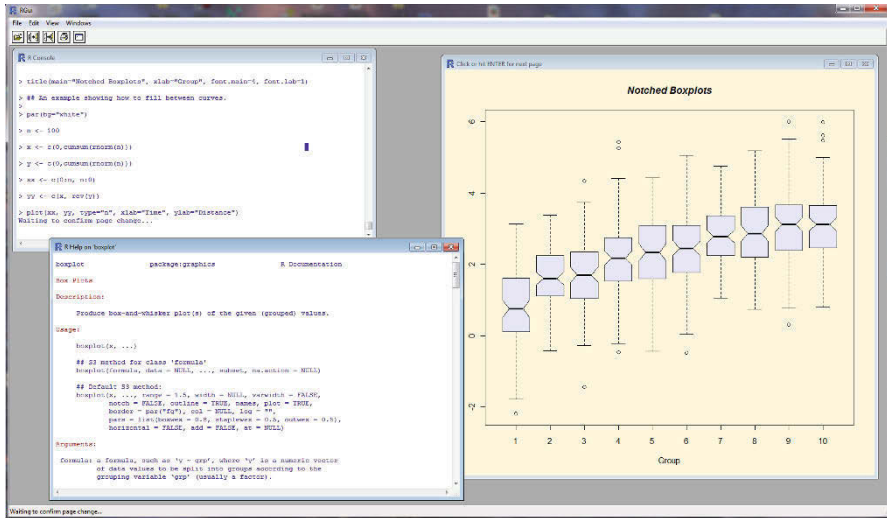 RGui
File Edit View Windows
R Console
> title(main="Notched Boxplots", xlab="Group", font.main=4, font.lab=1)
> ## An example showing how to fill between curves.
>
> par(bg="white")
> n <- 100
> x <- c(0,cumsum(rnorm(n)))
> y <- c(0,cumsum(rnorm(n)))
> xx <- c(0:n, n:0)
> yy <- c(x, rev(y))
> plot(xx, yy, type="n", xlab="Time", ylab="Distance")
Waiting to confirm page change...
R Help on 'boxplot'
boxplot package:graphics R Documentation
Box Plots
Description:
Produce box-and-whisker plot(s) of the given (grouped) values.
Usage:
boxplot(x, ...)
## S3 method for class 'formula'
boxplot(formula, data = NULL, ..., subset, na.action = NULL)
## Default S3 method:
boxplot(x, ..., range = 1.5, width = NULL, varwidth = FALSE,
notch = FALSE, outline = TRUE, names, plot = TRUE,
border = par("fg"), col = NULL, log = "",
pars = list(boxwex = 0.8, staplewex = 0.5, outwex = 0.5),
horizontal = FALSE, add = FALSE, at = NULL)
Arguments:
formula: a formula, such as 'y ~ grp', where 'y' is a numeric vector
of data values to be split into groups according to the
grouping variable 'grp' (usually a factor).
Click or hit ENTER for next page
Notched Boxplots
6
4
2
0
-2
1 2 3 4 5 6 7 8 9 10
Group
Waiting to confirm page change...